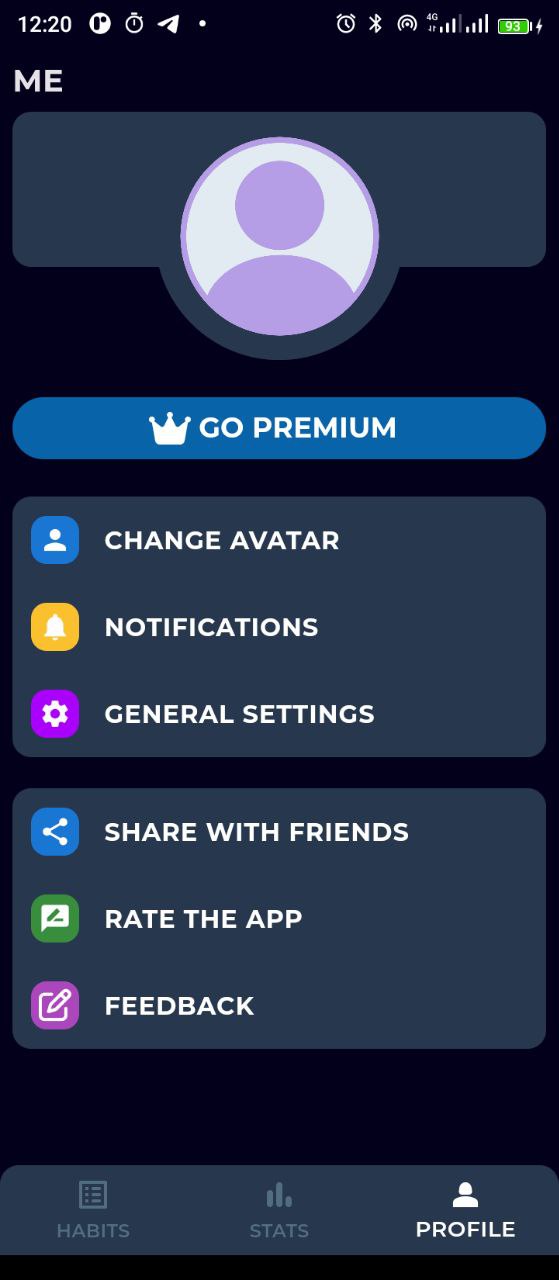 12:20
4G
93
ME
GO PREMIUM
CHANGE AVATAR
NOTIFICATIONS
GENERAL SETTINGS
SHARE WITH FRIENDS
RATE THE APP
FEEDBACK
HABITS
STATS
PROFILE